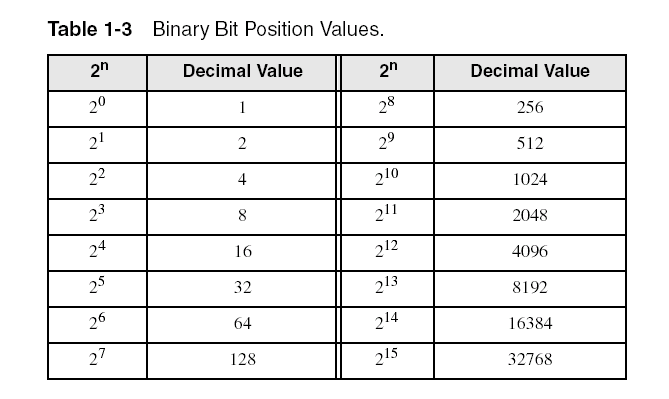 Table 1-3 Binary Bit Position Values.
2ⁿ Decimal Value 2ⁿ Decimal Value
2⁰ 1 2⁸ 256
2¹ 2 2⁹ 512
2² 4 2¹⁰ 1024
2³ 8 2¹¹ 2048
2⁴ 16 2¹² 4096
2⁵ 32 2¹³ 8192
2⁶ 64 2¹⁴ 16384
2⁷ 128 2¹⁵ 32768